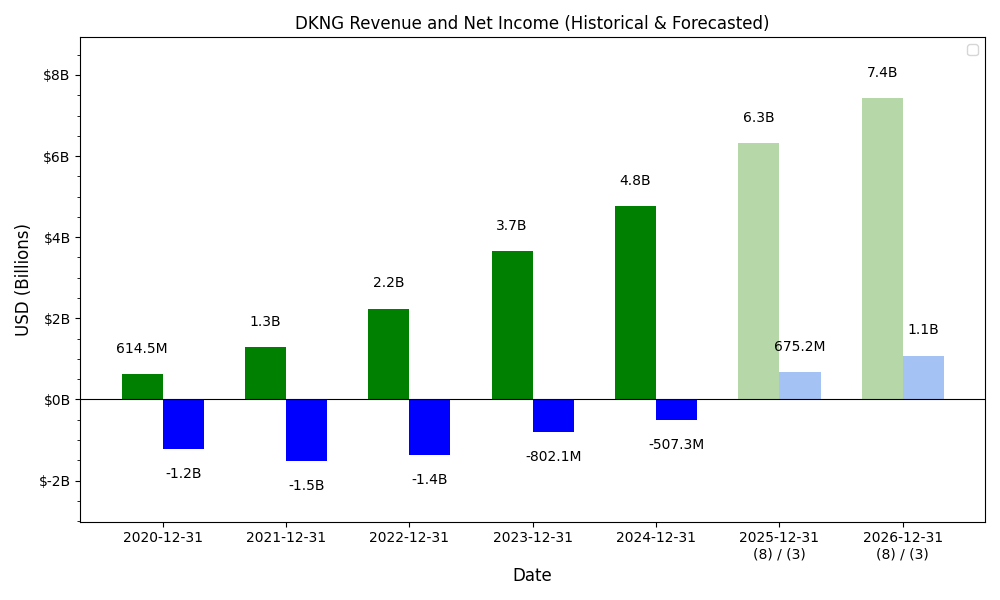 DKNG Revenue and Net Income (Historical & Forecasted)
USD (Billions)
$8B
$6B
$4B
$2B
$0B
$-2B
614.5M
-1.2B
1.3B
-1.5B
2.2B
-1.4B
3.7B
-802.1M
4.8B
-507.3M
6.3B
675.2M
7.4B
1.1B
2020-12-31
2021-12-31
2022-12-31
2023-12-31
2024-12-31
2025-12-31
(8) / (3)
2026-12-31
(8) / (3)
Date